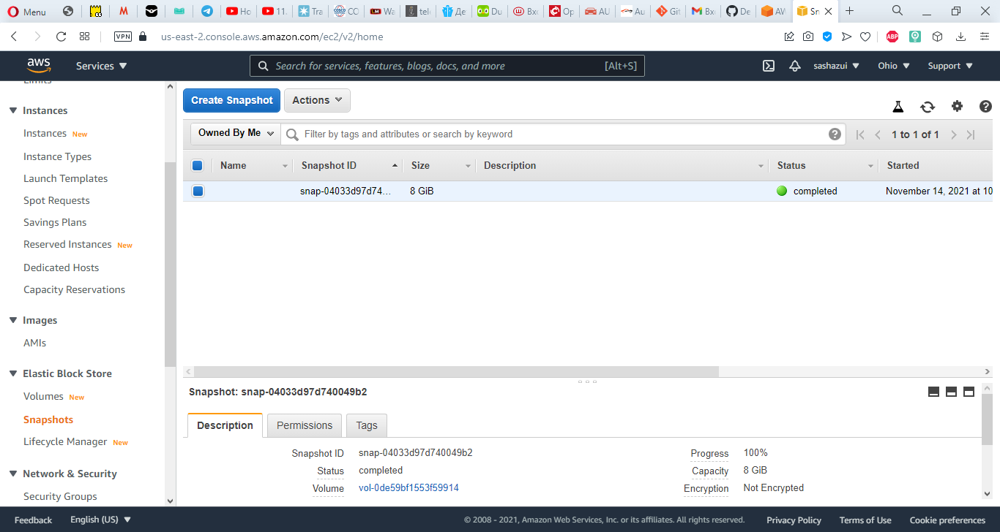 Menu Ho 11. Tra CO Wa tele Де Du Вхо Ор AU Au Git Вхо De AW Sn
VPN us-east-2.console.aws.amazon.com/ec2/v2/home ABP
aws Services Search for services, features, blogs, docs, and more [Alt+S] sashazui Ohio Support
Limits
Instances
Instances New
Instance Types
Launch Templates
Spot Requests
Savings Plans
Reserved Instances New
Dedicated Hosts
Capacity Reservations
Images
AMIs
Elastic Block Store
Volumes New
Snapshots
Lifecycle Manager New
Network & Security
Security Groups
Create Snapshot Actions
Owned By Me Filter by tags and attributes or search by keyword 1 to 1 of 1
Name Snapshot ID Size Description Status Started
snap-04033d97d74... 8 GiB completed November 14, 2021 at 10
Snapshot: snap-04033d97d740049b2
Description Permissions Tags
Snapshot ID snap-04033d97d740049b2 Progress 100%
Status completed Capacity 8 GiB
Volume vol-0de59bf1553f59914 Encryption Not Encrypted
Feedback English (US) © 2008 - 2021, Amazon Web Services, Inc. or its affiliates. All rights reserved. Privacy Policy Terms of Use Cookie preferences